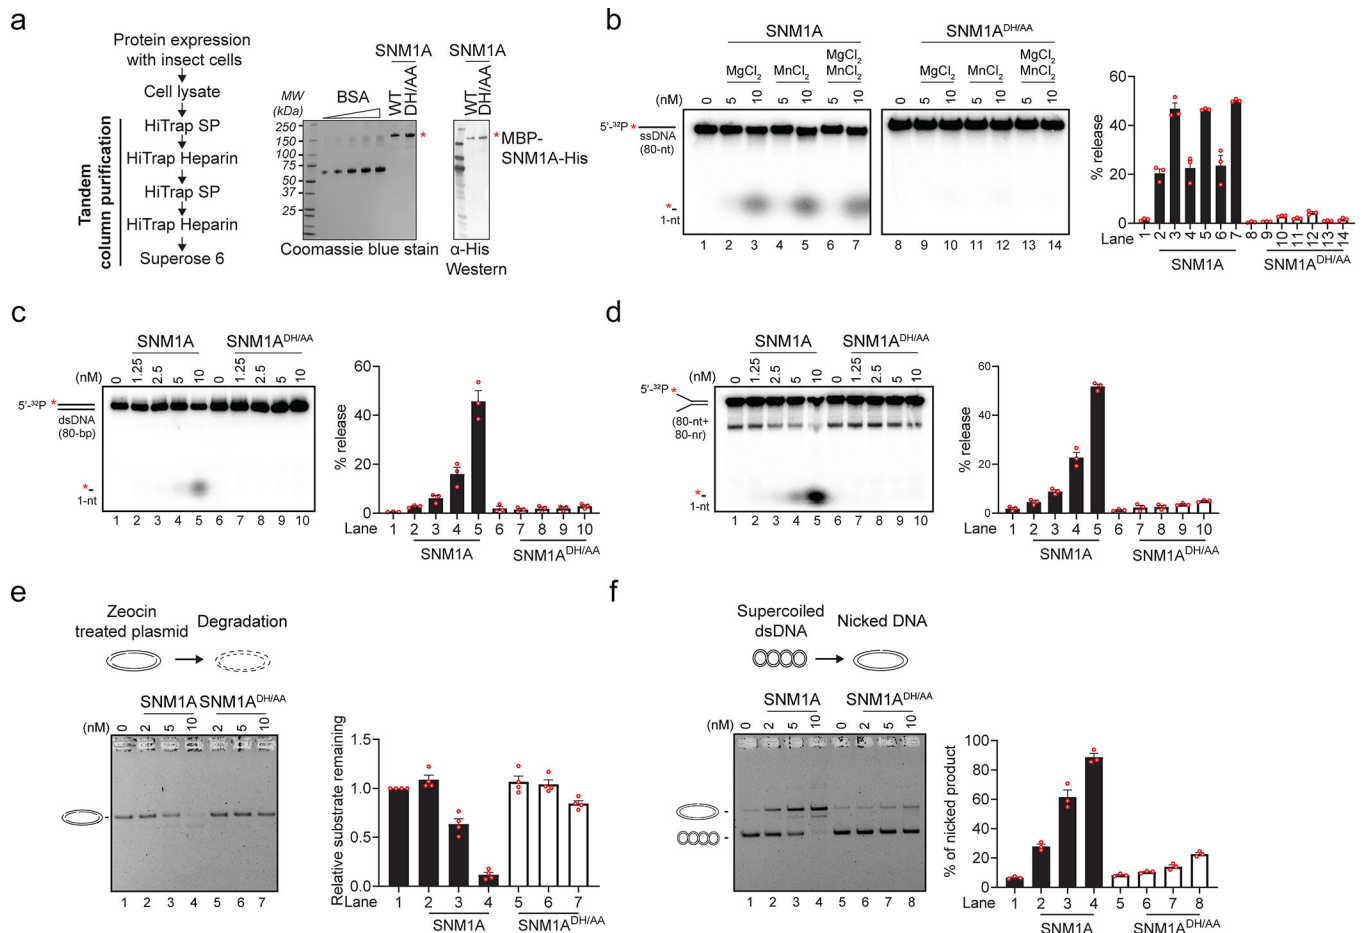 a
Protein expression
with insect cells
Cell lysate
HiTrap SP
HiTrap Heparin
HiTrap SP
HiTrap Heparin
Superose 6
Tandem
column purification
SNM1A
SNM1A
MW
(kDa)
BSA
WT
DH/AA
WT
DH/AA
250
150
100
75
50
37
25
*
*MBP-
SNM1A-His
Coomassie blue stain
α-His
Western
b
SNM1A
SNM1A^DH/AA
MgCl2
MnCl2
MgCl2
MnCl2
MgCl2
MnCl2
MgCl2
MnCl2
(nM) 0 5 10 5 10 5 10 0 5 10 5 10 5 10
5'-32P *
ssDNA
(80-nt)
*-
1-nt
1 2 3 4 5 6 7 8 9 10 11 12 13 14
% release
60
40
20
0
Lane 1 2 3 4 5 6 7 8 9 10 11 12 13 14
SNM1A SNM1A^DH/AA
c
SNM1A SNM1A^DH/AA
(nM) 0 1.25 2.5 5 10 0 1.25 2.5 5 10
5'-32P *
dsDNA
(80-bp)
*-
1-nt
1 2 3 4 5 6 7 8 9 10
% release
60
40
20
0
Lane 1 2 3 4 5 6 7 8 9 10
SNM1A SNM1A^DH/AA
d
SNM1A SNM1A^DH/AA
(nM) 0 1.25 2.5 5 10 0 1.25 2.5 5 10
5'-32P *
(80-nt+
80-nr)
*-
1-nt
1 2 3 4 5 6 7 8 9 10
% release
60
40
20
0
Lane 1 2 3 4 5 6 7 8 9 10
SNM1A SNM1A^DH/AA
e
Zeocin
treated plasmid
Degradation
SNM1A SNM1A^DH/AA
(nM) 0 2 5 10 2 5 10
1 2 3 4 5 6 7
Relative substrate remaining
1.5
1.0
0.5
0.0
Lane 1 2 3 4 5 6 7
SNM1A SNM1A^DH/AA
f
Supercoiled
dsDNA
Nicked DNA
SNM1A SNM1A^DH/AA
(nM) 0 2 5 10 0 2 5 10
1 2 3 4 5 6 7 8
% of nicked product
100
80
60
40
20
0
Lane 1 2 3 4 5 6 7 8
SNM1A SNM1A^DH/AA